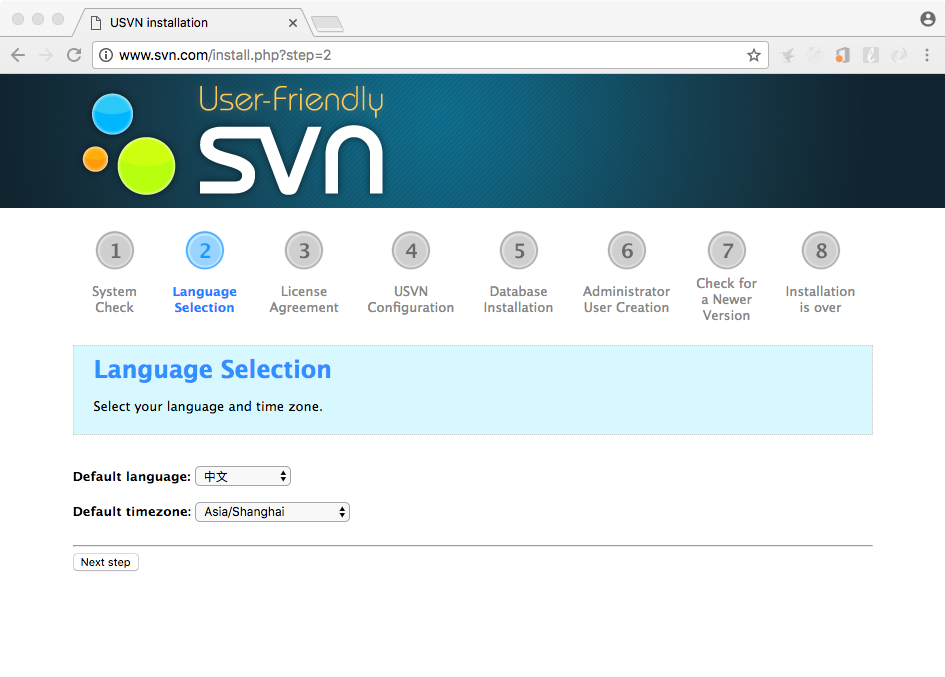 USVN installation
www.svn.com/install.php?step=2
User-Friendly
svn
1 2 3 4 5 6 7 8
System Check
Language Selection
License Agreement
USVN Configuration
Database Installation
Administrator User Creation
Check for a Newer Version
Installation is over
Language Selection
Select your language and time zone.
Default language: 中文
Default timezone: Asia/Shanghai
Next step